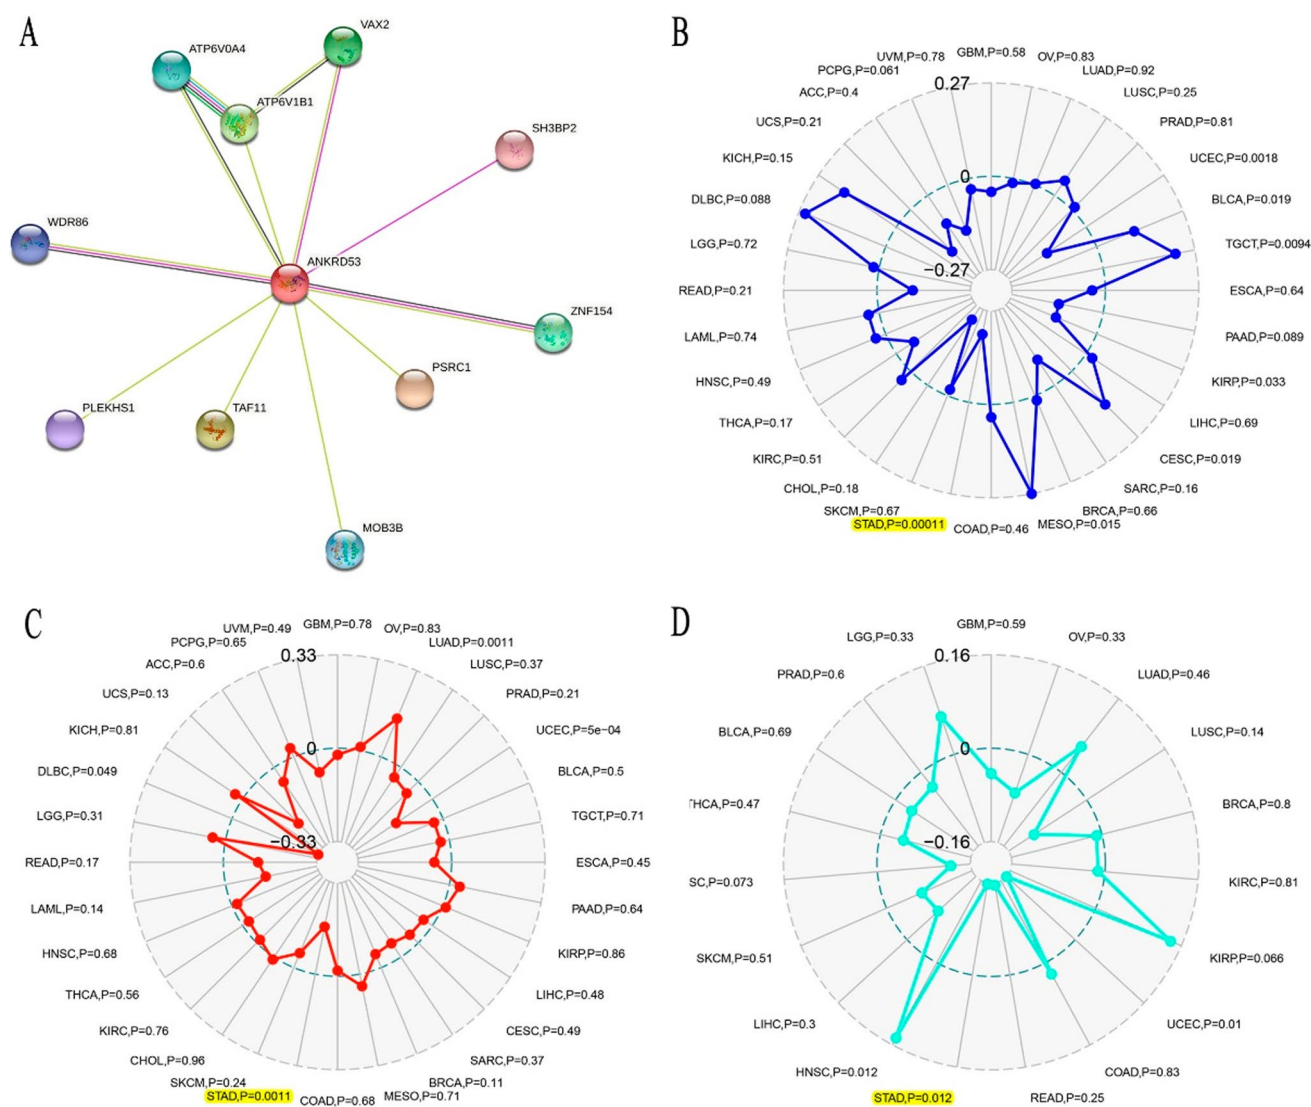 A
ATP6V0A4
VAX2
ATP6V1B1
SH3BP2
WDR86
ANKRD53
ZNF154
PSRC1
PLEKHS1
TAF11
MOB3B
B
GBM,P=0.58
OV,P=0.83
LUAD,P=0.92
LUSC,P=0.25
PRAD,P=0.81
UCEC,P=0.0018
BLCA,P=0.019
TGCT,P=0.0094
ESCA,P=0.64
PAAD,P=0.089
KIRP,P=0.033
LIHC,P=0.69
CESC,P=0.019
SARC,P=0.16
BRCA,P=0.66
MESO,P=0.015
COAD,P=0.46
STAD,P=0.00011
SKCM,P=0.67
CHOL,P=0.18
KIRC,P=0.51
THCA,P=0.17
HNSC,P=0.49
LAML,P=0.74
READ,P=0.21
LGG,P=0.72
DLBC,P=0.088
KICH,P=0.15
UCS,P=0.21
ACC,P=0.4
PCPG,P=0.061
UVM,P=0.78
0.27
0
−0.27
C
GBM,P=0.78
OV,P=0.83
LUAD,P=0.0011
LUSC,P=0.37
PRAD,P=0.21
UCEC,P=5e−04
BLCA,P=0.5
TGCT,P=0.71
ESCA,P=0.45
PAAD,P=0.64
KIRP,P=0.86
LIHC,P=0.48
CESC,P=0.49
SARC,P=0.37
BRCA,P=0.11
MESO,P=0.71
COAD,P=0.68
STAD,P=0.0011
SKCM,P=0.24
CHOL,P=0.96
KIRC,P=0.76
THCA,P=0.56
HNSC,P=0.68
LAML,P=0.14
READ,P=0.17
LGG,P=0.31
DLBC,P=0.049
KICH,P=0.81
UCS,P=0.13
ACC,P=0.6
PCPG,P=0.65
UVM,P=0.49
0.33
0
−0.33
D
GBM,P=0.59
OV,P=0.33
LUAD,P=0.46
LUSC,P=0.14
BRCA,P=0.8
KIRC,P=0.81
KIRP,P=0.066
UCEC,P=0.01
COAD,P=0.83
READ,P=0.25
STAD,P=0.012
HNSC,P=0.012
LIHC,P=0.3
SKCM,P=0.51
SC,P=0.073
THCA,P=0.47
BLCA,P=0.69
PRAD,P=0.6
LGG,P=0.33
0.16
0
−0.16